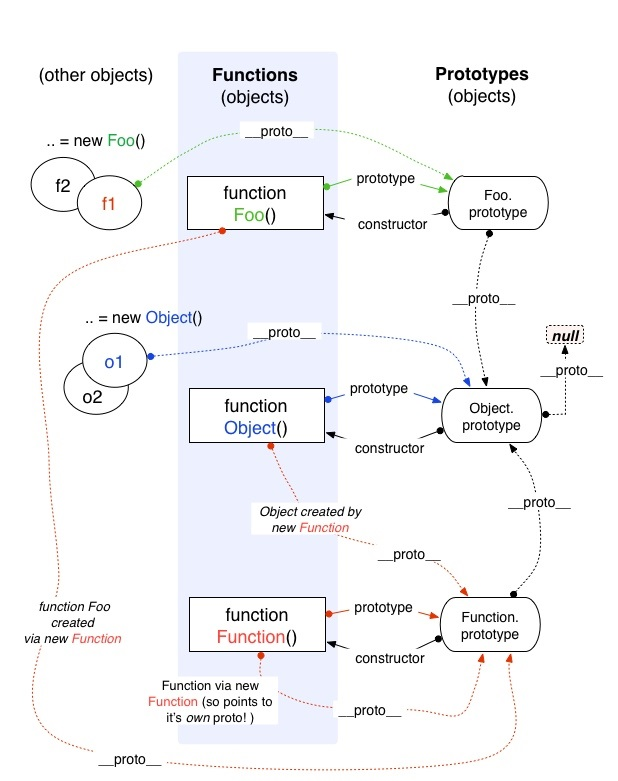 (other objects)
Functions
(objects)
Prototypes
(objects)
.. = new Foo()
__proto__
f2
f1
function
Foo()
prototype
constructor
Foo.
prototype
__proto__
.. = new Object()
__proto__
null
__proto__
o1
o2
function
Object()
prototype
constructor
Object.
prototype
Object created by
new Function
__proto__
__proto__
function Foo
created
via new Function
function
Function()
prototype
constructor
Function.
prototype
Function via new
Function (so points to
it's own proto! )
__proto__
__proto__